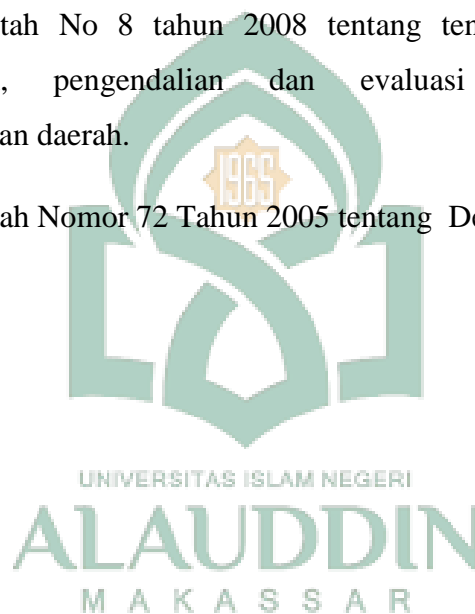 tah No 8 tahun 2008 tentang ten
, pengendalian dan evaluasi
an daerah.
1965
ah Nomor 72 Tahun 2005 tentang De
UNIVERSITAS ISLAM NEGERI
ALAUDDIN
MAKASSAR